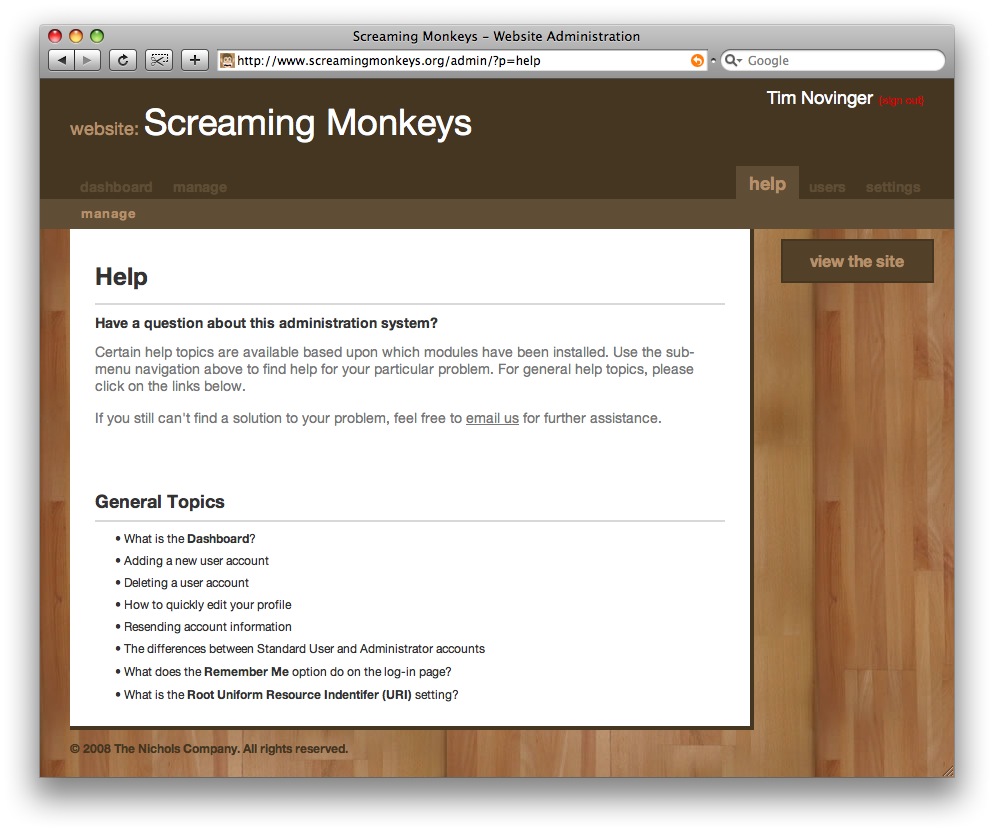 Screaming Monkeys – Website Administration
http://www.screamingmonkeys.org/admin/?p=help
Google
Tim Novinger [sign out]
website: Screaming Monkeys
dashboard manage help users settings
manage
view the site
Help
Have a question about this administration system?
Certain help topics are available based upon which modules have been installed. Use the sub-
menu navigation above to find help for your particular problem. For general help topics, please
click on the links below.
If you still can't find a solution to your problem, feel free to email us for further assistance.
General Topics
• What is the Dashboard?
• Adding a new user account
• Deleting a user account
• How to quickly edit your profile
• Resending account information
• The differences between Standard User and Administrator accounts
• What does the Remember Me option do on the log-in page?
• What is the Root Uniform Resource Indentifer (URI) setting?
© 2008 The Nichols Company. All rights reserved.